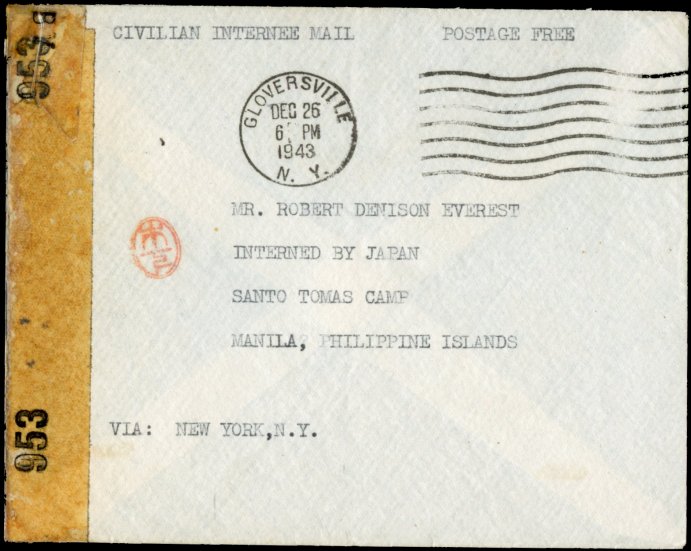 CIVILIAN INTERNEE MAIL POSTAGE FREE
GLOVERSVILLE
DEC 26
6 PM
1943
N. Y.
MR. ROBERT DENISON EVEREST
INTERNED BY JAPAN
SANTO TOMAS CAMP
MANILA, PHILIPPINE ISLANDS
VIA: NEW YORK,N.Y.
953
953